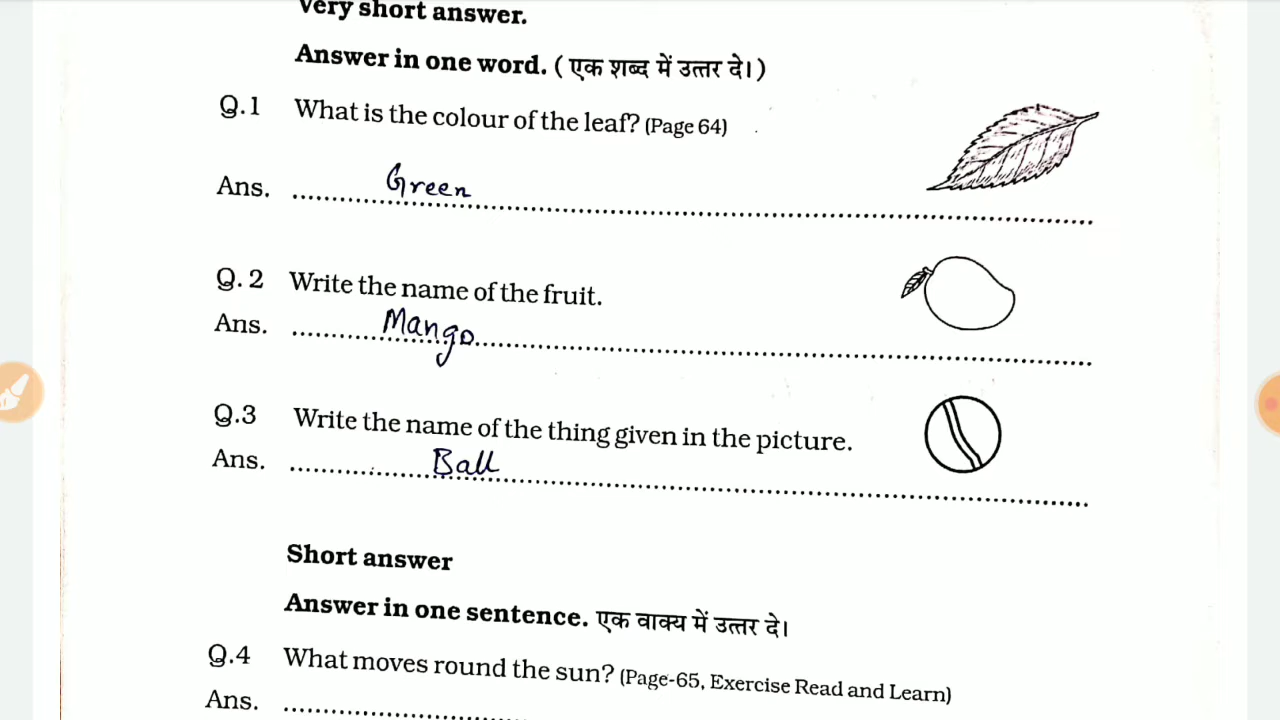 Very short answer.
Answer in one word. ( एक शब्द में उत्तर दे। )
Q.1 What is the colour of the leaf? (Page 64)
Ans. Green
Q. 2 Write the name of the fruit.
Ans. Mango
Q.3 Write the name of the thing given in the picture.
Ans. Ball
Short answer
Answer in one sentence. एक वाक्य में उत्तर दे।
Q.4 What moves round the sun? (Page-65, Exercise Read and Learn)
Ans.